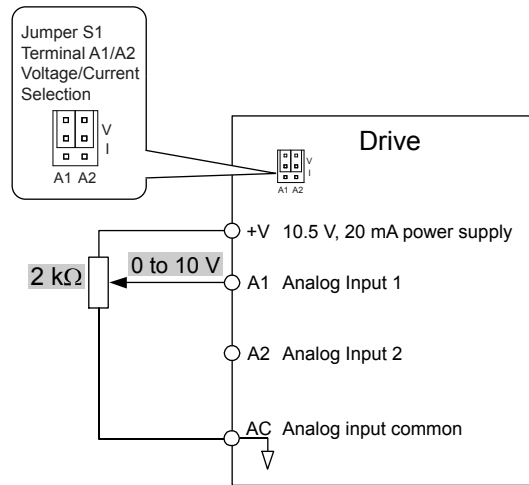 Jumper S1
Terminal A1/A2
Voltage/Current
Selection
V
I
A1 A2
Drive
V
I
A1 A2
+V 10.5 V, 20 mA power supply
2 kΩ
0 to 10 V
A1 Analog Input 1
A2 Analog Input 2
AC Analog input common